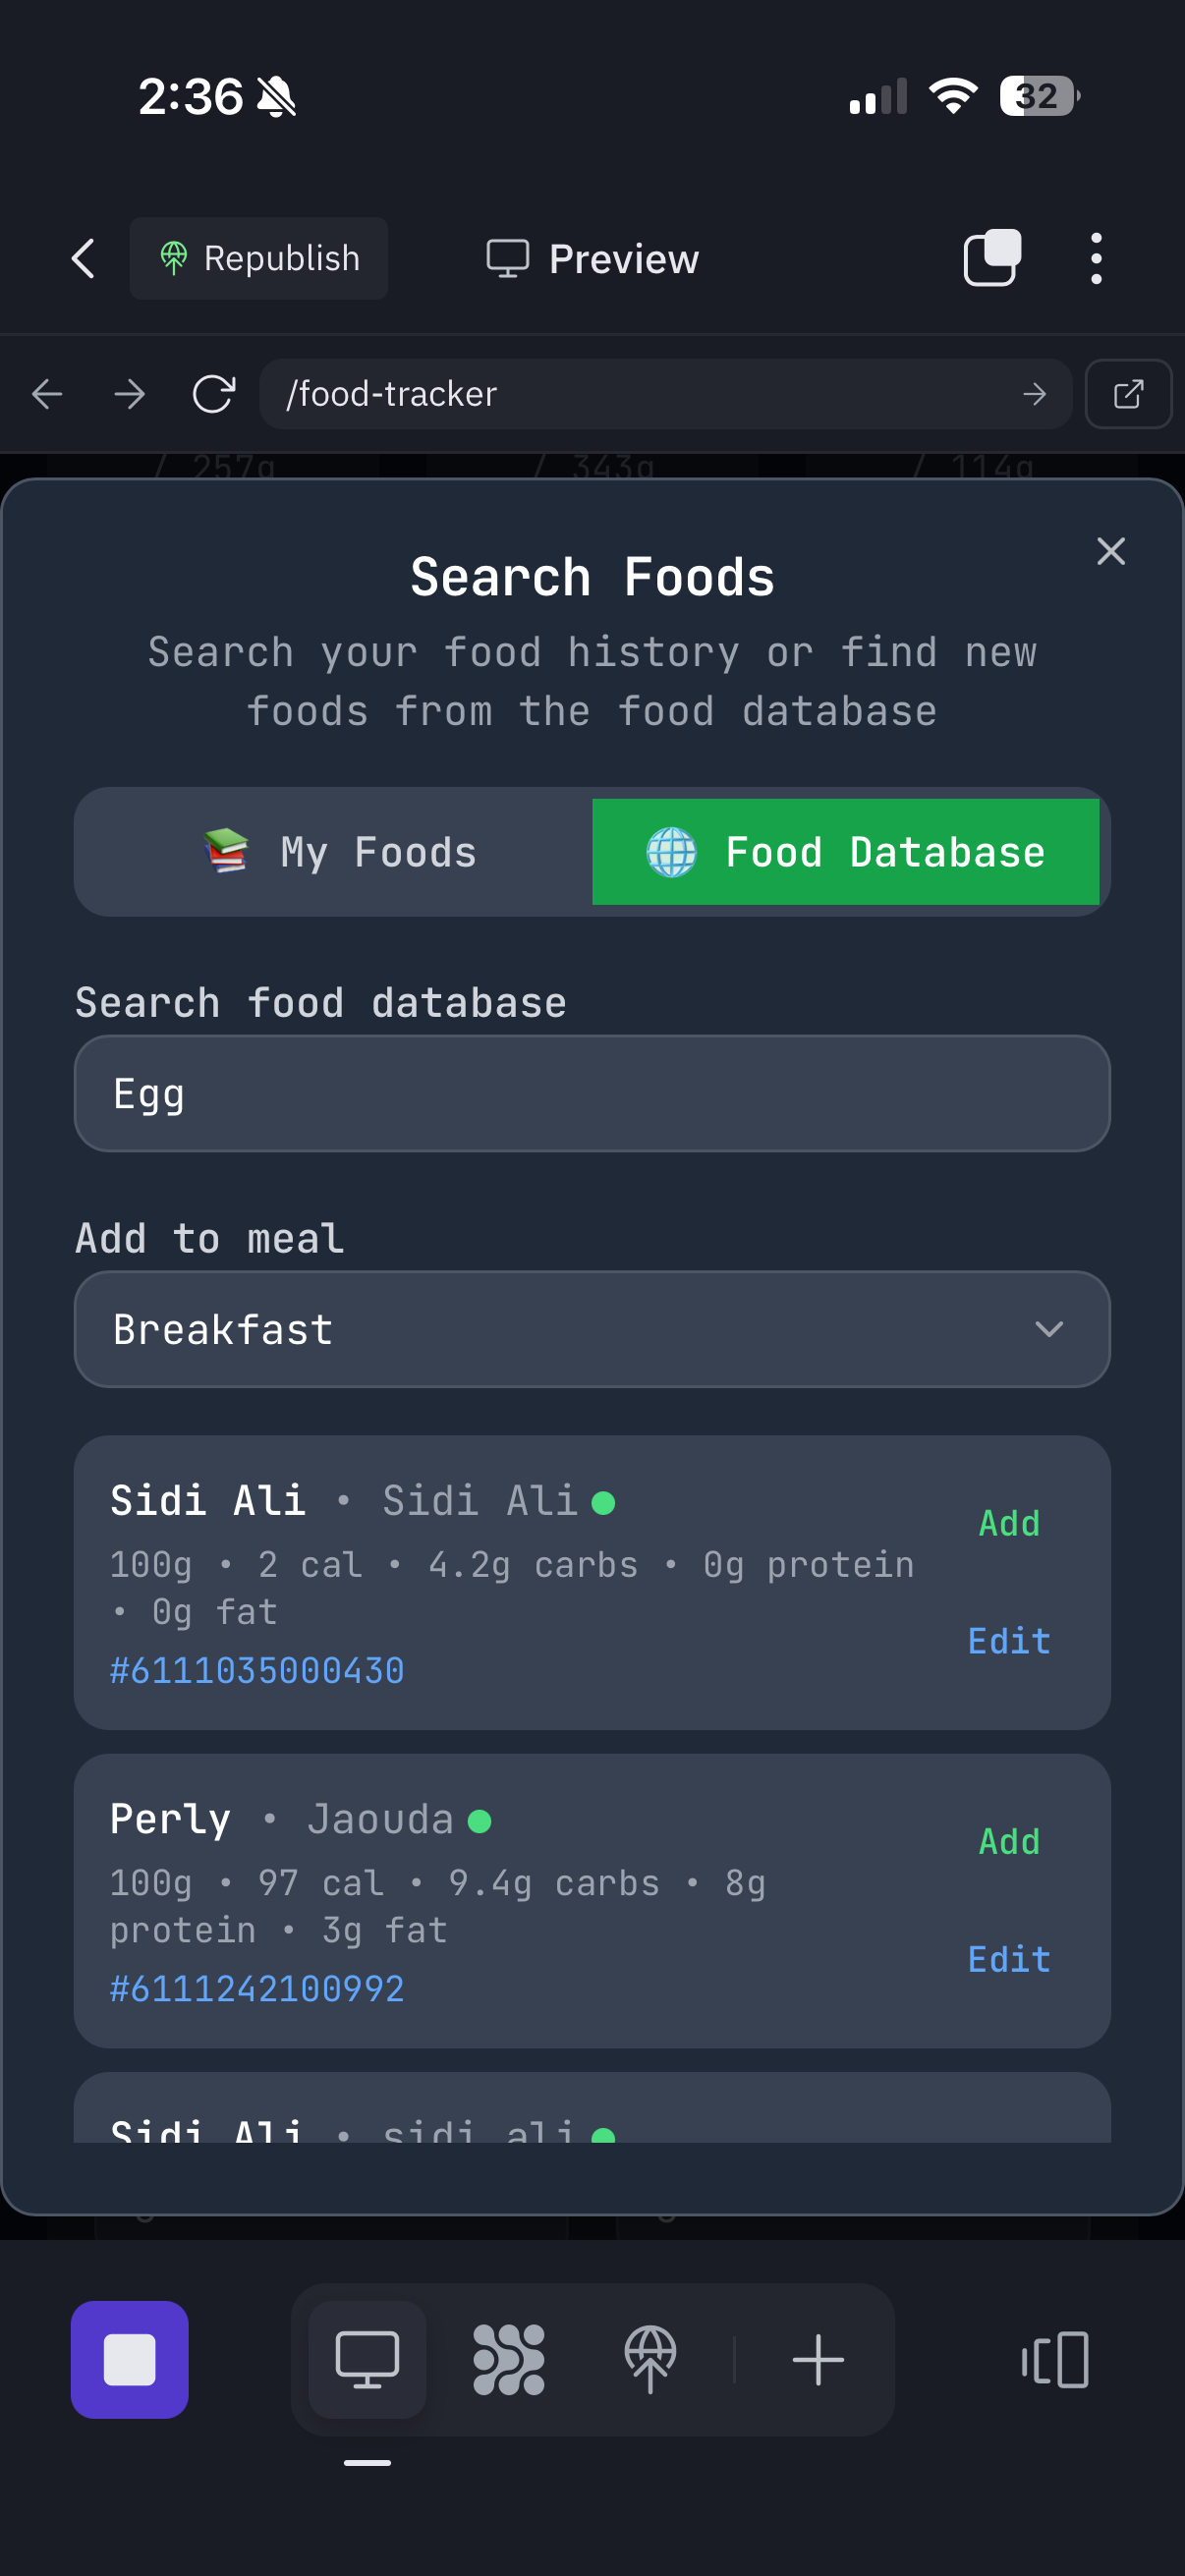 2:36
32
Republish
Preview
/food-tracker
/ 257g / 343g / 114g
Search Foods
Search your food history or find new
foods from the food database
📚 My Foods
🌐 Food Database
Search food database
Egg
Add to meal
Breakfast
Sidi Ali • Sidi Ali
Add
100g • 2 cal • 4.2g carbs • 0g protein
• 0g fat
Edit
#6111035000430
Perly • Jaouda
Add
100g • 97 cal • 9.4g carbs • 8g
protein • 3g fat
Edit
#6111242100992
Sidi Ali • sidi ali